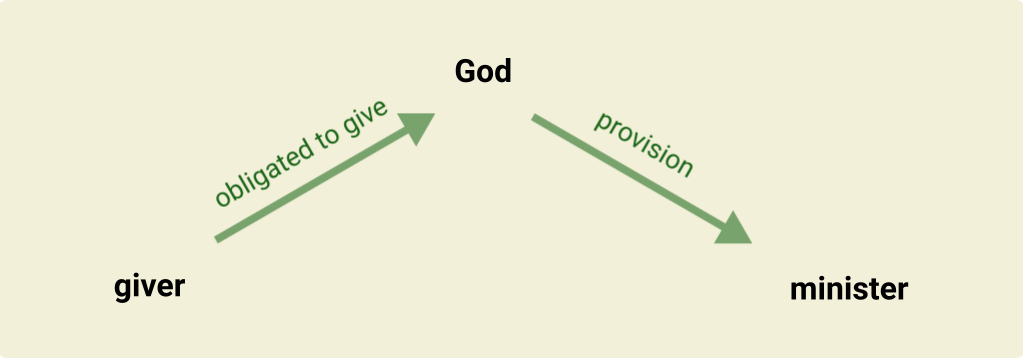 God
obligated to give
provision
giver
minister